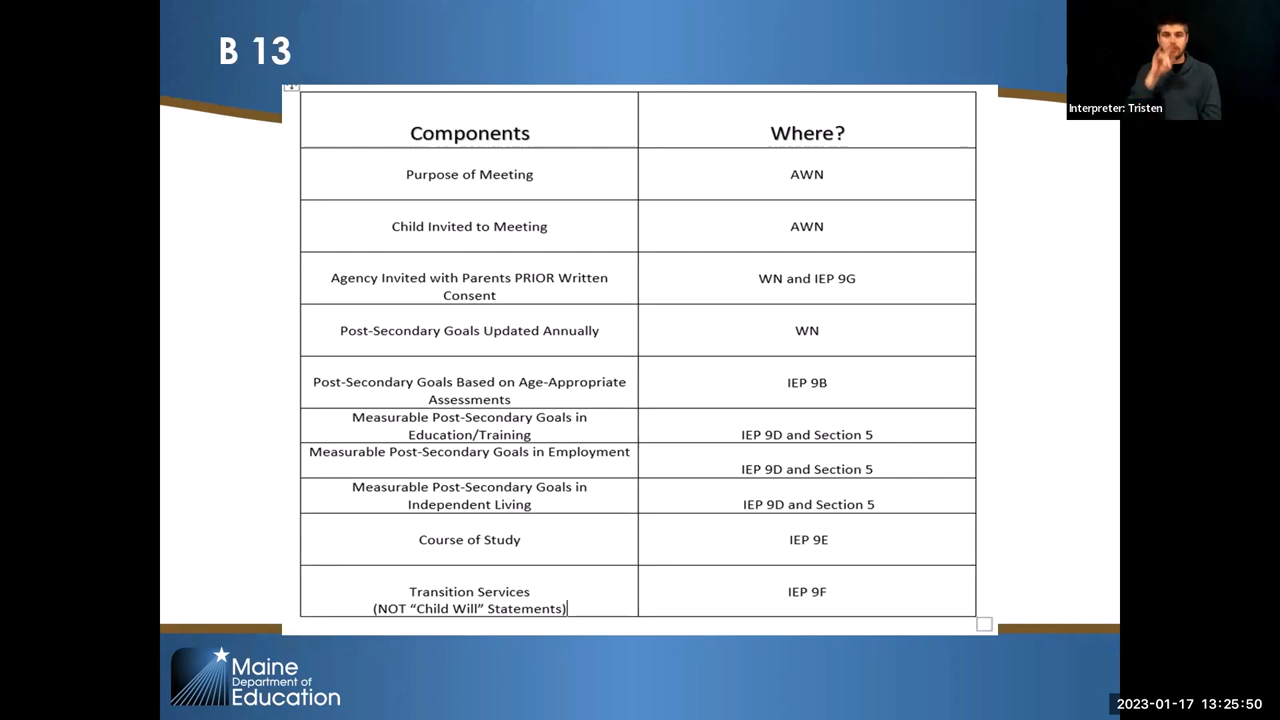 B 13
Interpreter: Tristen
Components
Where?
Purpose of Meeting
AWN
Child Invited to Meeting
AWN
Agency Invited with Parents PRIOR Written
Consent
WN and IEP 9G
Post-Secondary Goals Updated Annually
WN
Post-Secondary Goals Based on Age-Appropriate
Assessments
IEP 9B
Measurable Post-Secondary Goals in
Education/Training
IEP 9D and Section 5
Measurable Post-Secondary Goals in Employment
IEP 9D and Section 5
Measurable Post-Secondary Goals in
Independent Living
IEP 9D and Section 5
Course of Study
IEP 9E
Transition Services
(NOT “Child Will” Statements)
IEP 9F
Maine
Department of
Education
2023-01-17 13:25:50